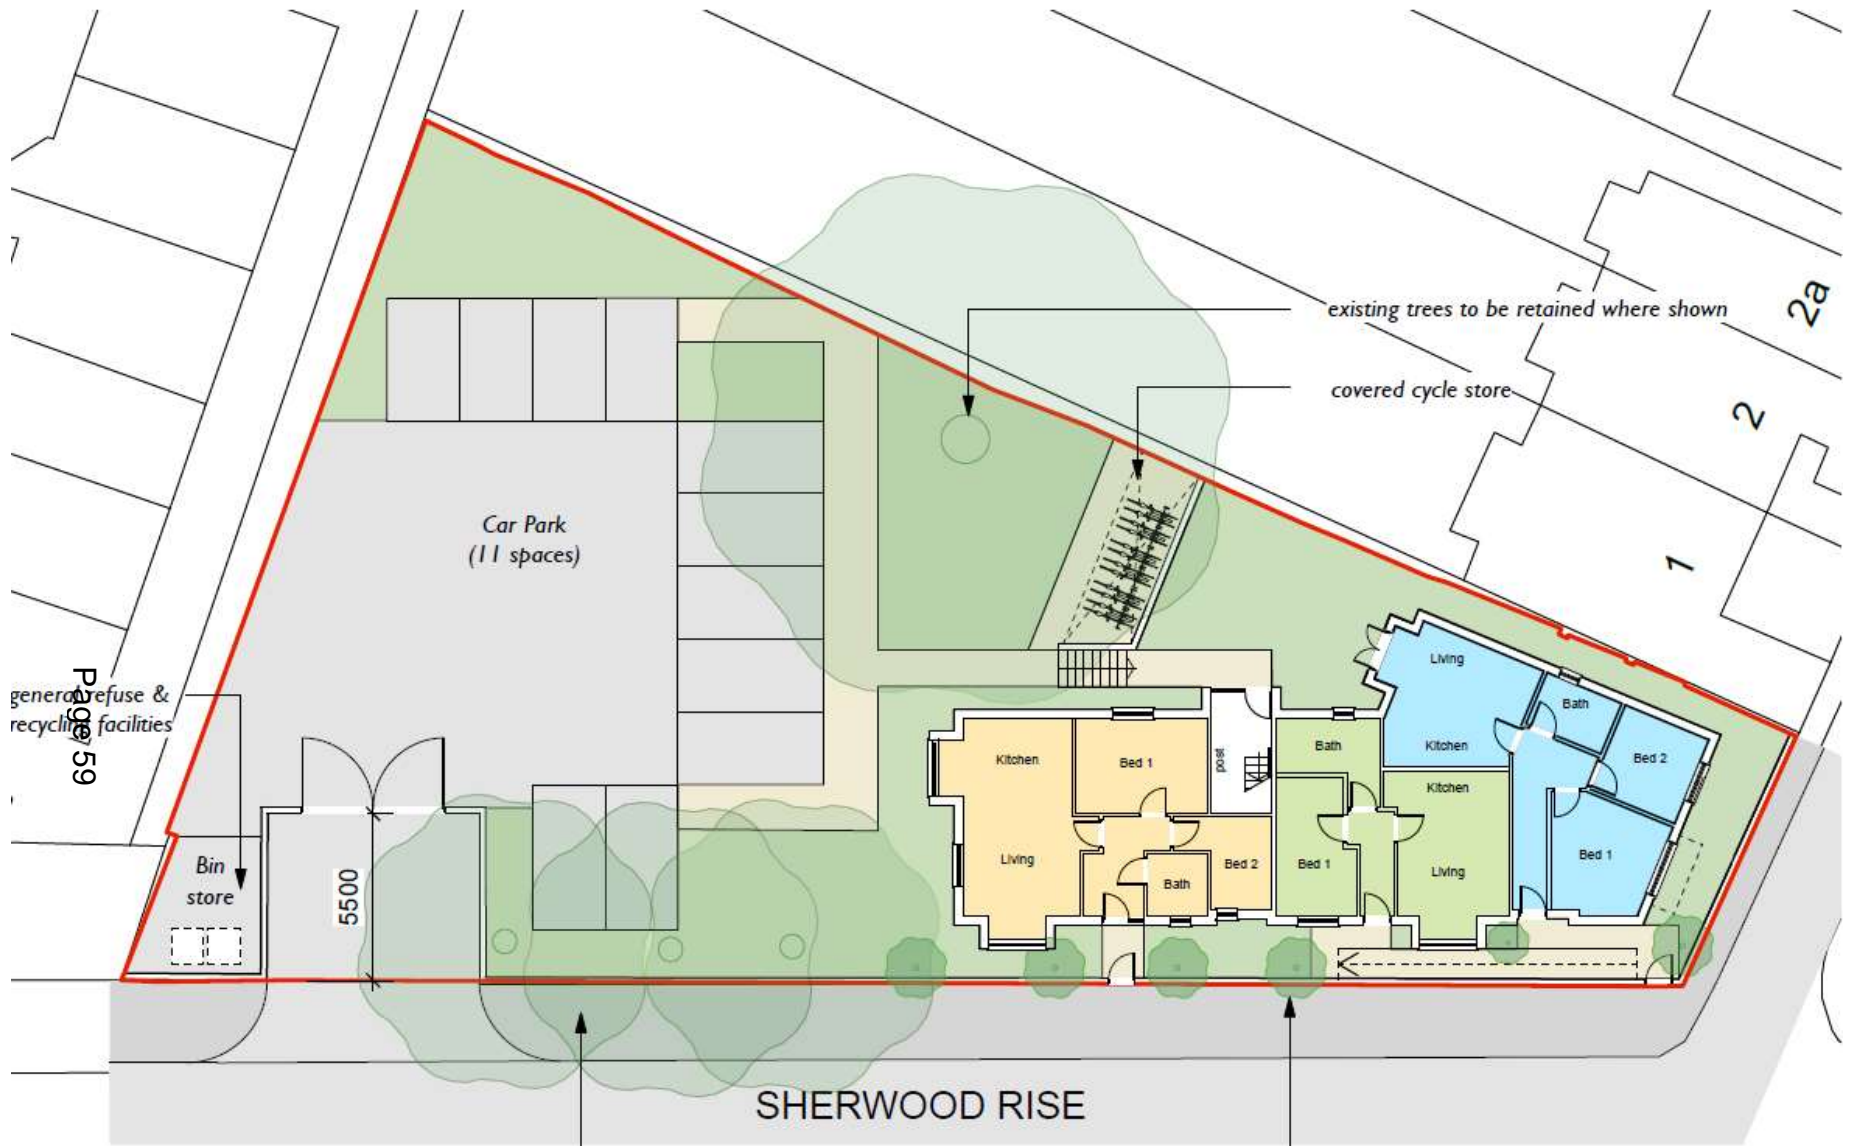 existing trees to be retained where shown
2a
covered cycle store
2
1
Car Park
(11 spaces)
Page 59
general refuse &
recycling facilities
Bin
store
5500
Kitchen
Living
Bed 1
Bath
Bed 2
post
Bath
Bed 1
Kitchen
Living
Living
Kitchen
Bath
Bed 2
Bed 1
SHERWOOD RISE